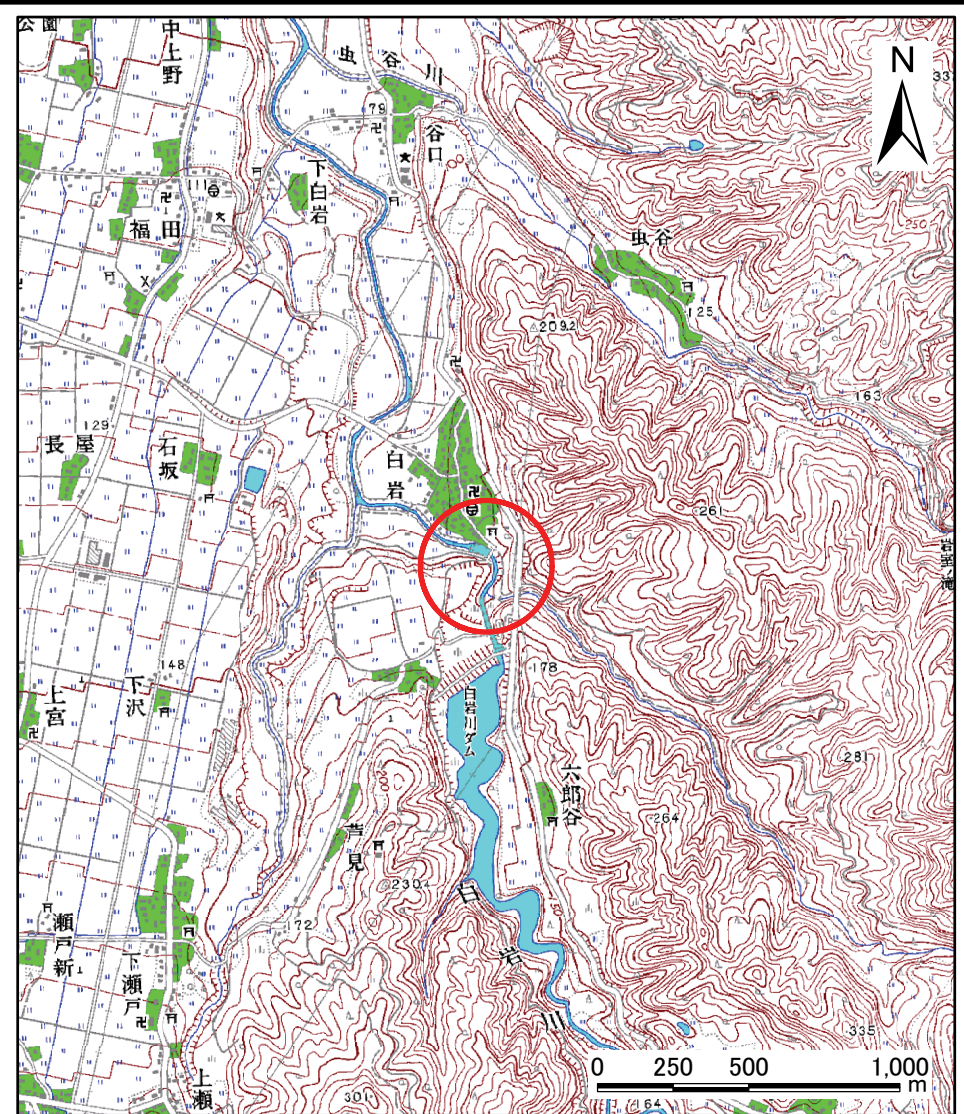 公園
中上野
虫谷川
N
79
谷口
下白岩
111
福田
虫谷
125
209.2
163
129
長屋
石坂
白岩
261
岩室ノ滝
178
148
上宮
下沢
白岩川ダム
281
六郎谷
264
芦見
230.4
172
白岩川
瀬戸新
下瀬戸
335
上瀬
301
0 250 500 1,000
m
164